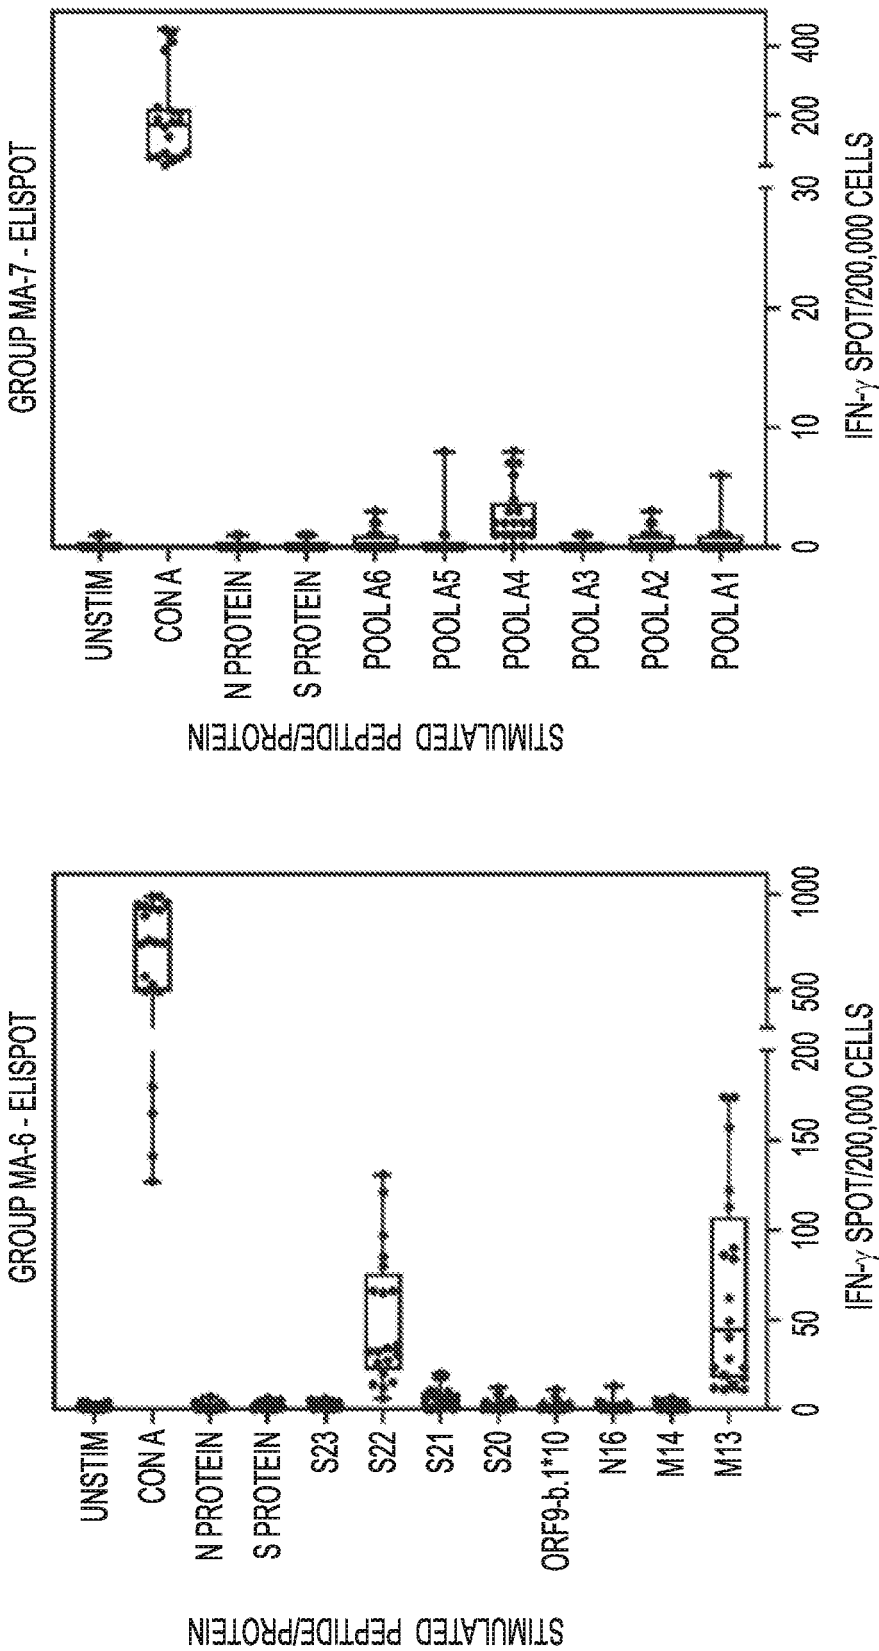 GROUP MA-6 - ELISPOT
STIMULATED PEPTIDE/PROTEIN
UNSTIM
CON A
N PROTEIN
S PROTEIN
S23
S22
S21
S20
ORF9-b.1*10
N16
M14
M13
0 50 100 150 200 500 1000
IFN-γ SPOT/200,000 CELLS
GROUP MA-7 - ELISPOT
STIMULATED PEPTIDE/PROTEIN
UNSTIM
CON A
N PROTEIN
S PROTEIN
POOL A6
POOL A5
POOL A4
POOL A3
POOL A2
POOL A1
0 10 20 30 200 400
IFN-γ SPOT/200,000 CELLS